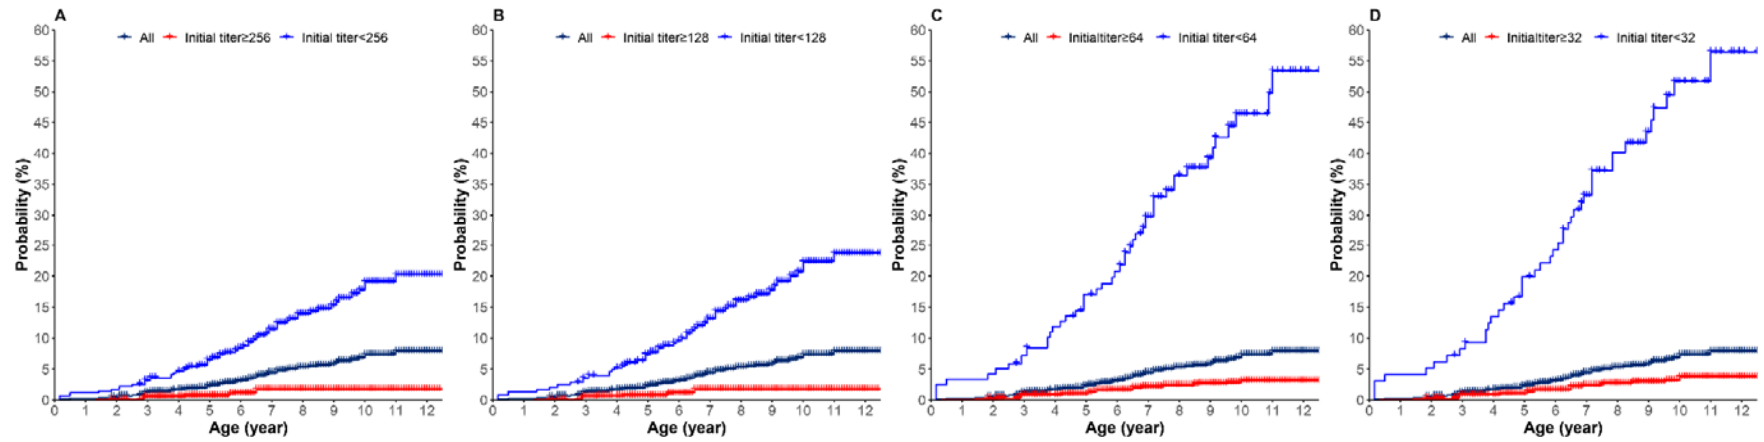 A
All Initial titer≥256 Initial titer<256
60
55
50
45
40
35
30
25
20
15
10
5
0
Probability (%)
0 1 2 3 4 5 6 7 8 9 10 11 12
Age (year)
B
All Initial titer≥128 Initial titer<128
60
55
50
45
40
35
30
25
20
15
10
5
0
Probability (%)
0 1 2 3 4 5 6 7 8 9 10 11 12
Age (year)
C
All Initialtiter≥64 Initial titer<64
60
55
50
45
40
35
30
25
20
15
10
5
0
Probability (%)
0 1 2 3 4 5 6 7 8 9 10 11 12
Age (year)
D
All Initialtiter≥32 Initial titer<32
60
55
50
45
40
35
30
25
20
15
10
5
0
Probability (%)
0 1 2 3 4 5 6 7 8 9 10 11 12
Age (year)